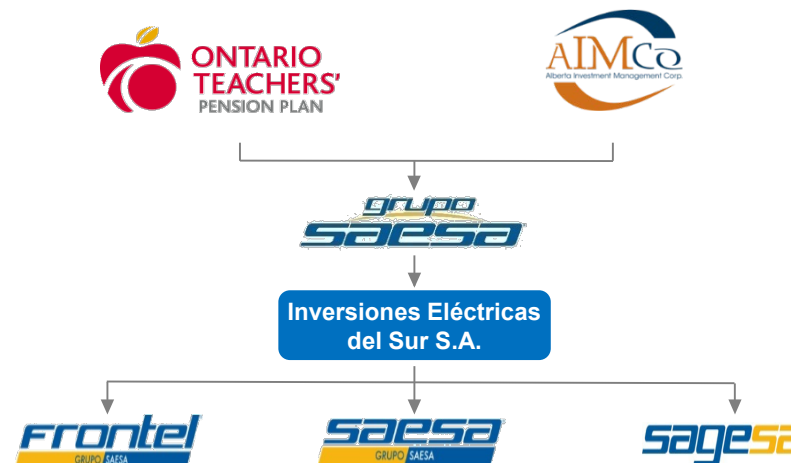 ONTARIO
TEACHERS'
PENSION PLAN
AIMCo
Alberta Investment Management Corp.
grupo
saesa
Inversiones Eléctricas
del Sur S.A.
Frontel
GRUPO SAESA
saesa
GRUPO SAESA
sagesa